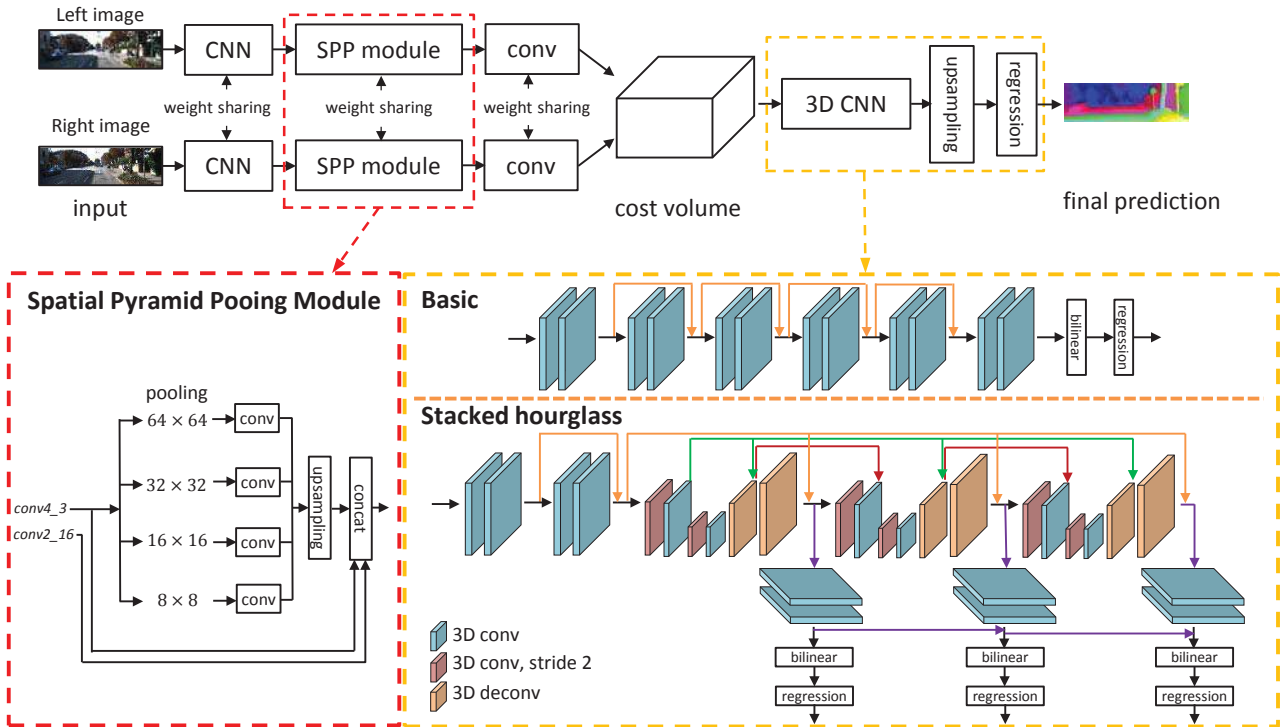 Left image
CNN
SPP module
conv
weight sharing
weight sharing
weight sharing
Right image
CNN
SPP module
conv
3D CNN
upsampling
regression
input
cost volume
final prediction
Spatial Pyramid Pooing Module
pooling
64 × 64
conv
32 × 32
conv
16 × 16
conv
8 × 8
conv
conv4_3
conv2_16
upsampling
concat
Basic
bilinear
regression
Stacked hourglass
3D conv
3D conv, stride 2
3D deconv
bilinear
bilinear
bilinear
regression
regression
regression